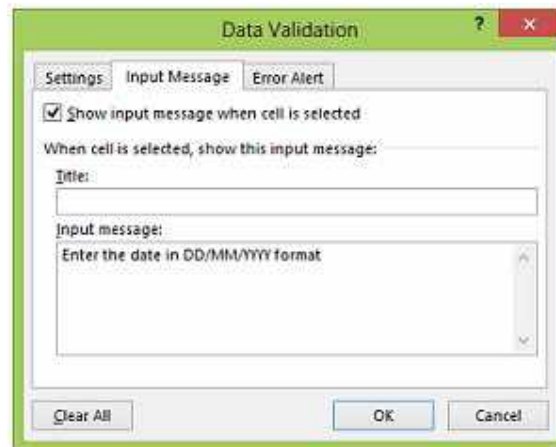 Data Validation
?
Settings
Input Message
Error Alert
Show input message when cell is selected
When cell is selected, show this input message:
Title:
Input message:
Enter the date in DD/MM/YYYY format
Clear All
OK
Cancel